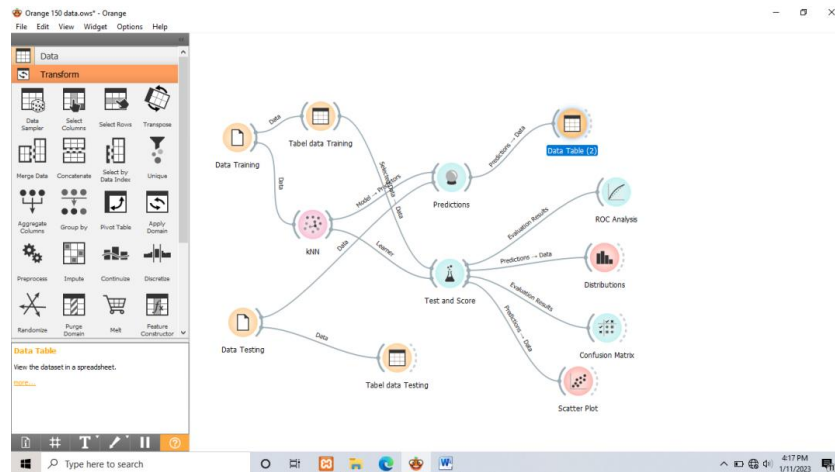 Orange 150 data.ows* - Orange
File Edit View Widget Options Help
Data
Transform
Data Sampler
Select Columns
Select Rows
Transpose
Merge Data
Concatenate
Select by Data Index
Unique
Aggregate Columns
Group by
Pivot Table
Apply Domain
Preprocess
Impute
Continuize
Discretize
Randomize
Purge Domain
Melt
Feature Constructor
Data Table
View the dataset in a spreadsheet.
more...
Data Training
Data
Tabel data Training
Data
kNN
Model → Predictors
Selected Data → Data
Data
Learner
Predictions
Predictions → Data
Data Table (2)
Test and Score
Evaluation Results
ROC Analysis
Predictions → Data
Distributions
Evaluation Results
Confusion Matrix
Predictions → Data
Scatter Plot
Data Testing
Data
Tabel data Testing
Type here to search
4:17 PM
1/11/2023